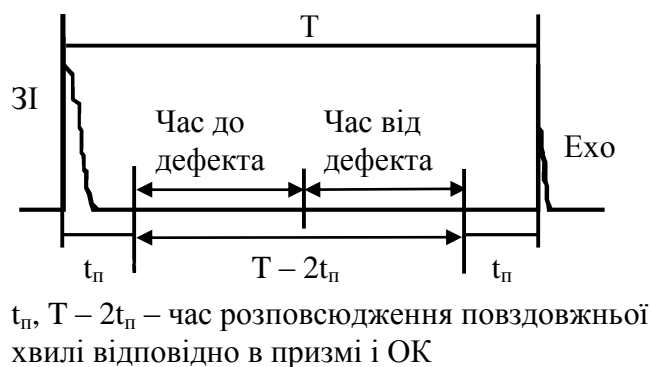 T
ЗІ
Час до
дефекта
Час від
дефекта
Ехо
tп
T – 2tп
tп
tп, T – 2tп – час розповсюдження повздовжньої
хвилі відповідно в призмі і ОК